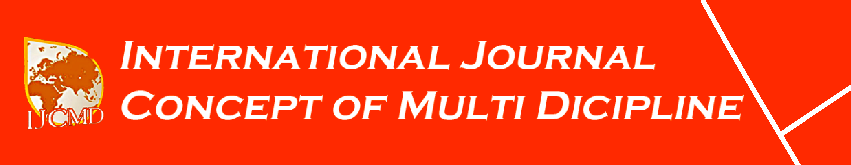 INTERNATIONAL JOURNAL
CONCEPT OF MULTI DICIPLINE
IJCMD